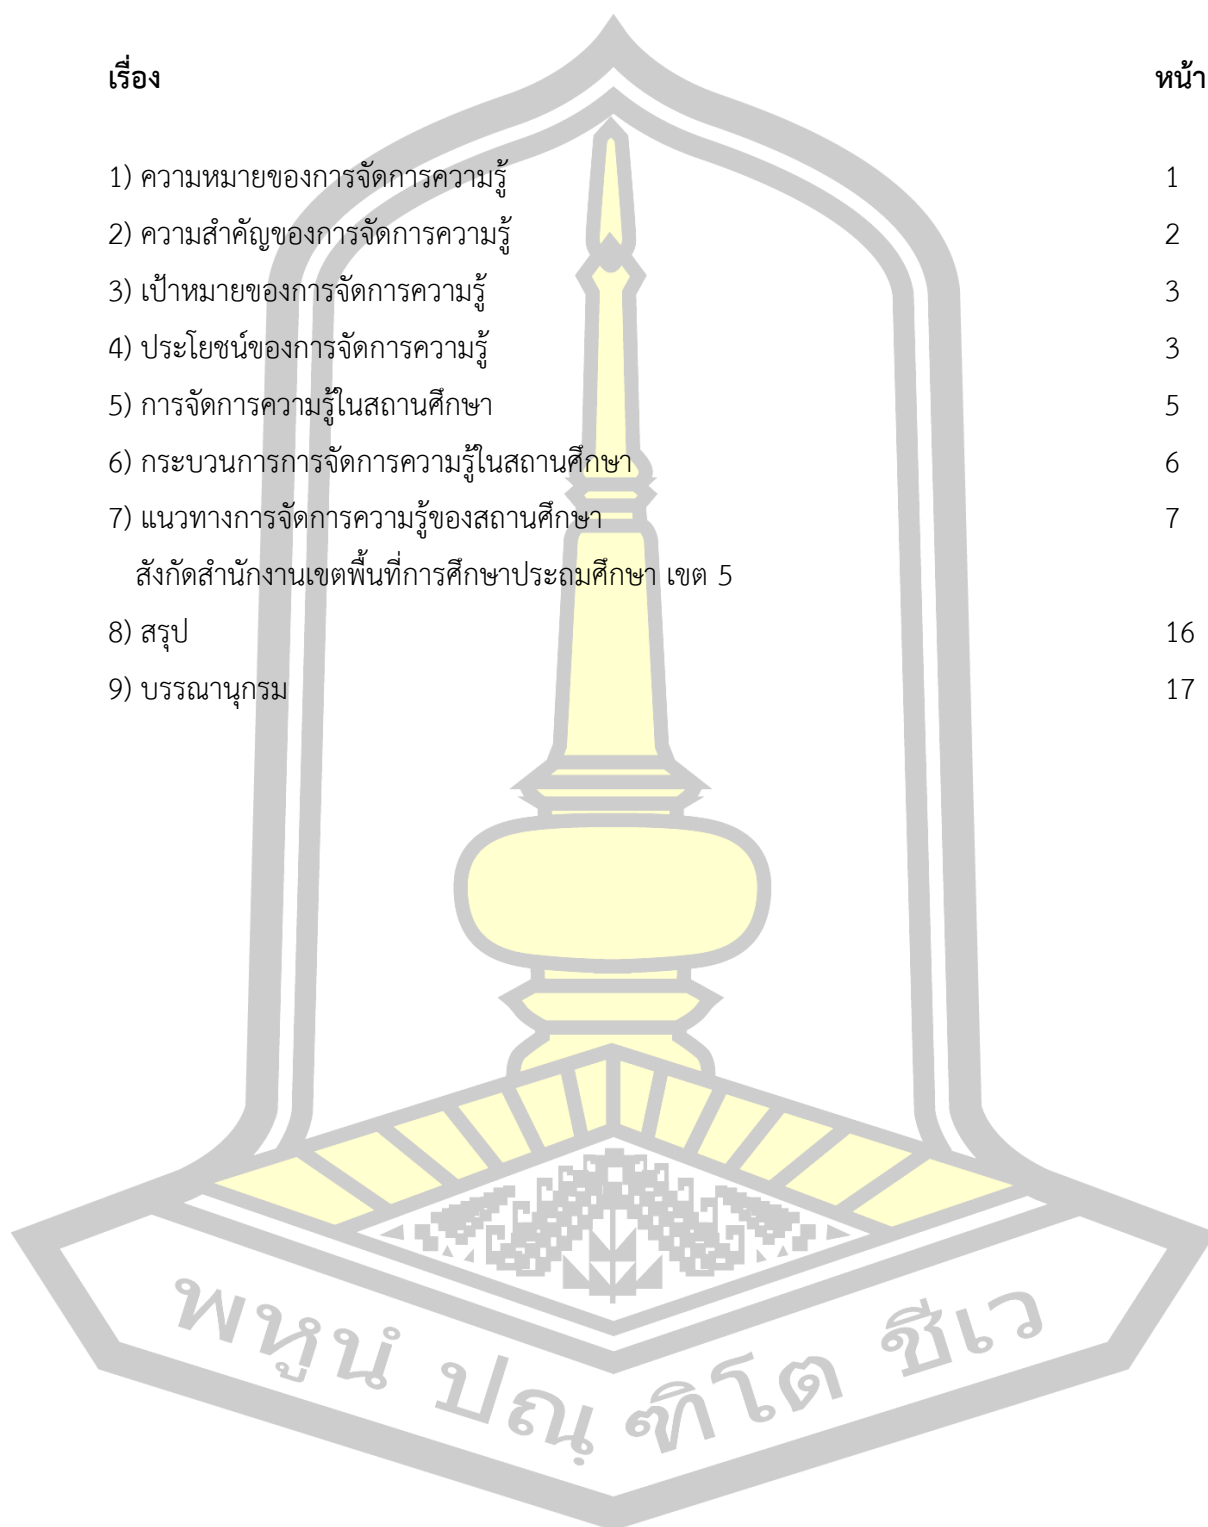 เรื่อง หน้า
1) ความหมายของการจัดการความรู้ 1
2) ความสำคัญของการจัดการความรู้ 2
3) เป้าหมายของการจัดการความรู้ 3
4) ประโยชน์ของการจัดการความรู้ 3
5) การจัดการความรู้ในสถานศึกษา 5
6) กระบวนการการจัดการความรู้ในสถานศึกษา 6
7) แนวทางการจัดการความรู้ของสถานศึกษา 7
สังกัดสำนักงานเขตพื้นที่การศึกษาประถมศึกษา เขต 5
8) สรุป 16
9) บรรณานุกรม 17
พหูนํ ปณฺฑิโต ชีเว